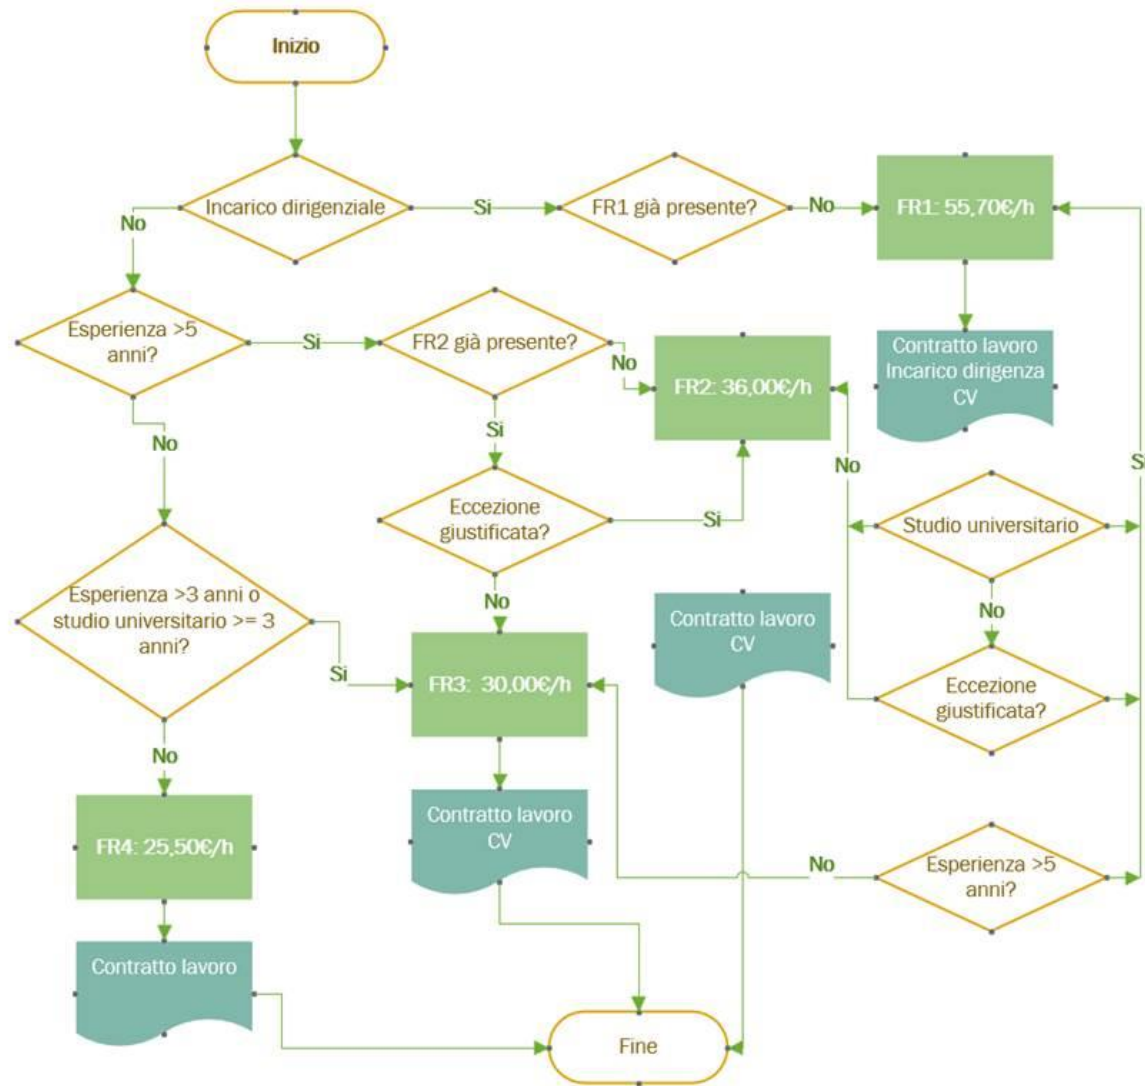 Inizio
Incarico dirigenziale
Si
FR1 già presente?
No
FR1: 55,70€/h
No
Esperienza >5
anni?
Si
FR2 già presente?
No
FR2: 36,00€/h
Contratto lavoro
Incarico dirigenza
CV
No
Si
No
Si
Eccezione
giustificata?
Si
Studio universitario
Esperienza >3 anni o
studio universitario >= 3
anni?
No
Contratto lavoro
CV
No
Si
FR3: 30,00€/h
Eccezione
giustificata?
No
FR4: 25,50€/h
Contratto lavoro
CV
No
Esperienza >5
anni?
Contratto lavoro
Fine